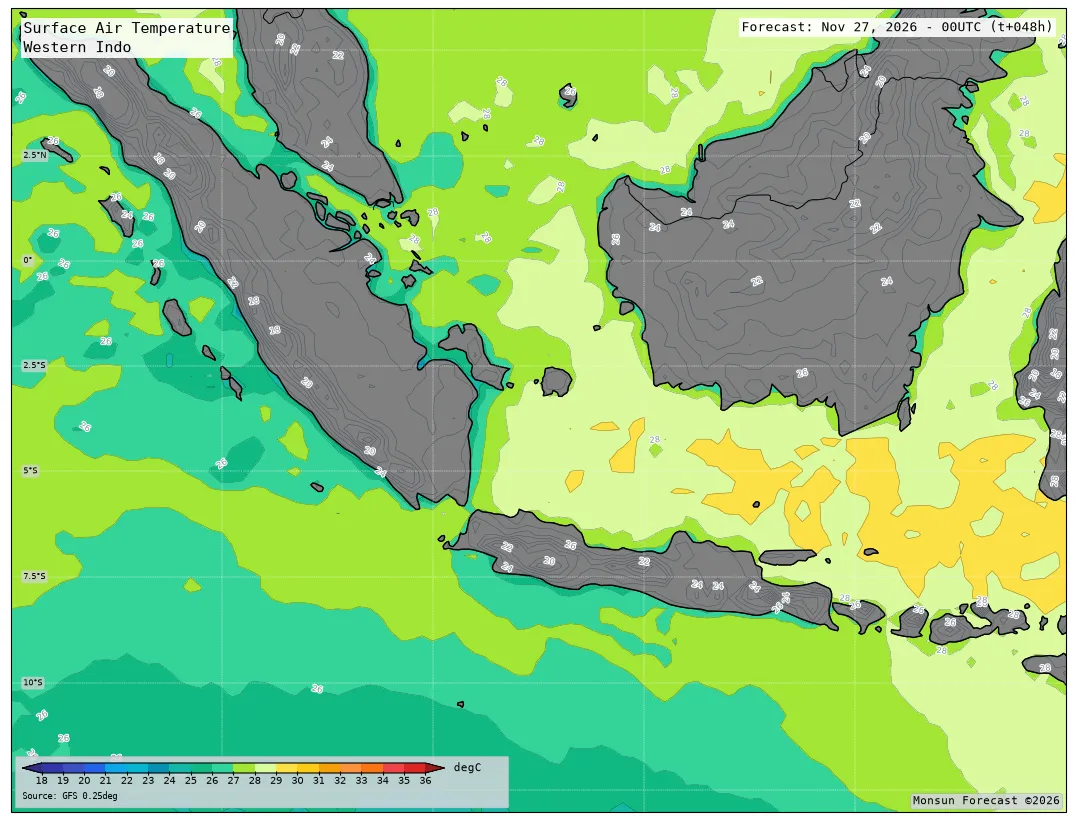 Surface Air Temperature
Western Indo
Forecast: Nov 27, 2026 - 00UTC (t+048h)
2.5°N
0°
2.5°S
5°S
7.5°S
10°S
18 19 20 21 22 23 24 25 26 27 28 29 30 31 32 33 34 35 36
degC
Source: GFS 0.25deg
Monsun Forecast ©2026